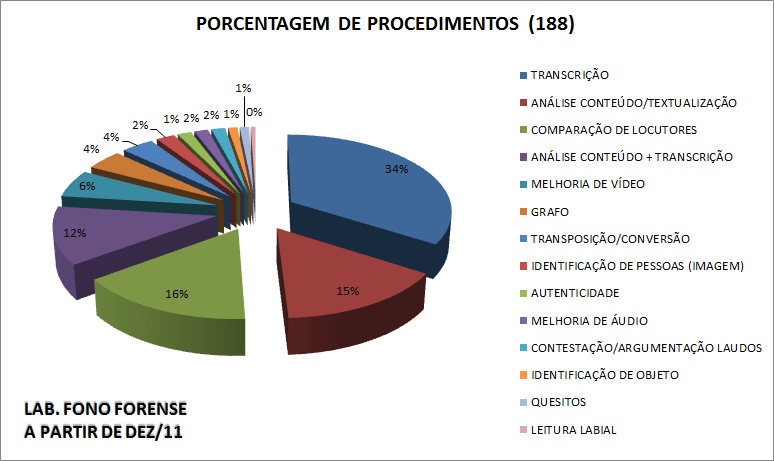 PORCENTAGEM DE PROCEDIMENTOS (188)
34%
15%
16%
12%
6%
4%
4%
2%
1%
2%
2%
1%
1%
0%
TRANSCRIÇÃO
ANÁLISE CONTEÚDO/TEXTUALIZAÇÃO
COMPARAÇÃO DE LOCUTORES
ANÁLISE CONTEÚDO + TRANSCRIÇÃO
MELHORIA DE VÍDEO
GRAFO
TRANSPOSIÇÃO/CONVERSÃO
IDENTIFICAÇÃO DE PESSOAS (IMAGEM)
AUTENTICIDADE
MELHORIA DE ÁUDIO
CONTESTAÇÃO/ARGUMENTAÇÃO LAUDOS
IDENTIFICAÇÃO DE OBJETO
QUESITOS
LEITURA LABIAL
LAB. FONO FORENSE
A PARTIR DE DEZ/11